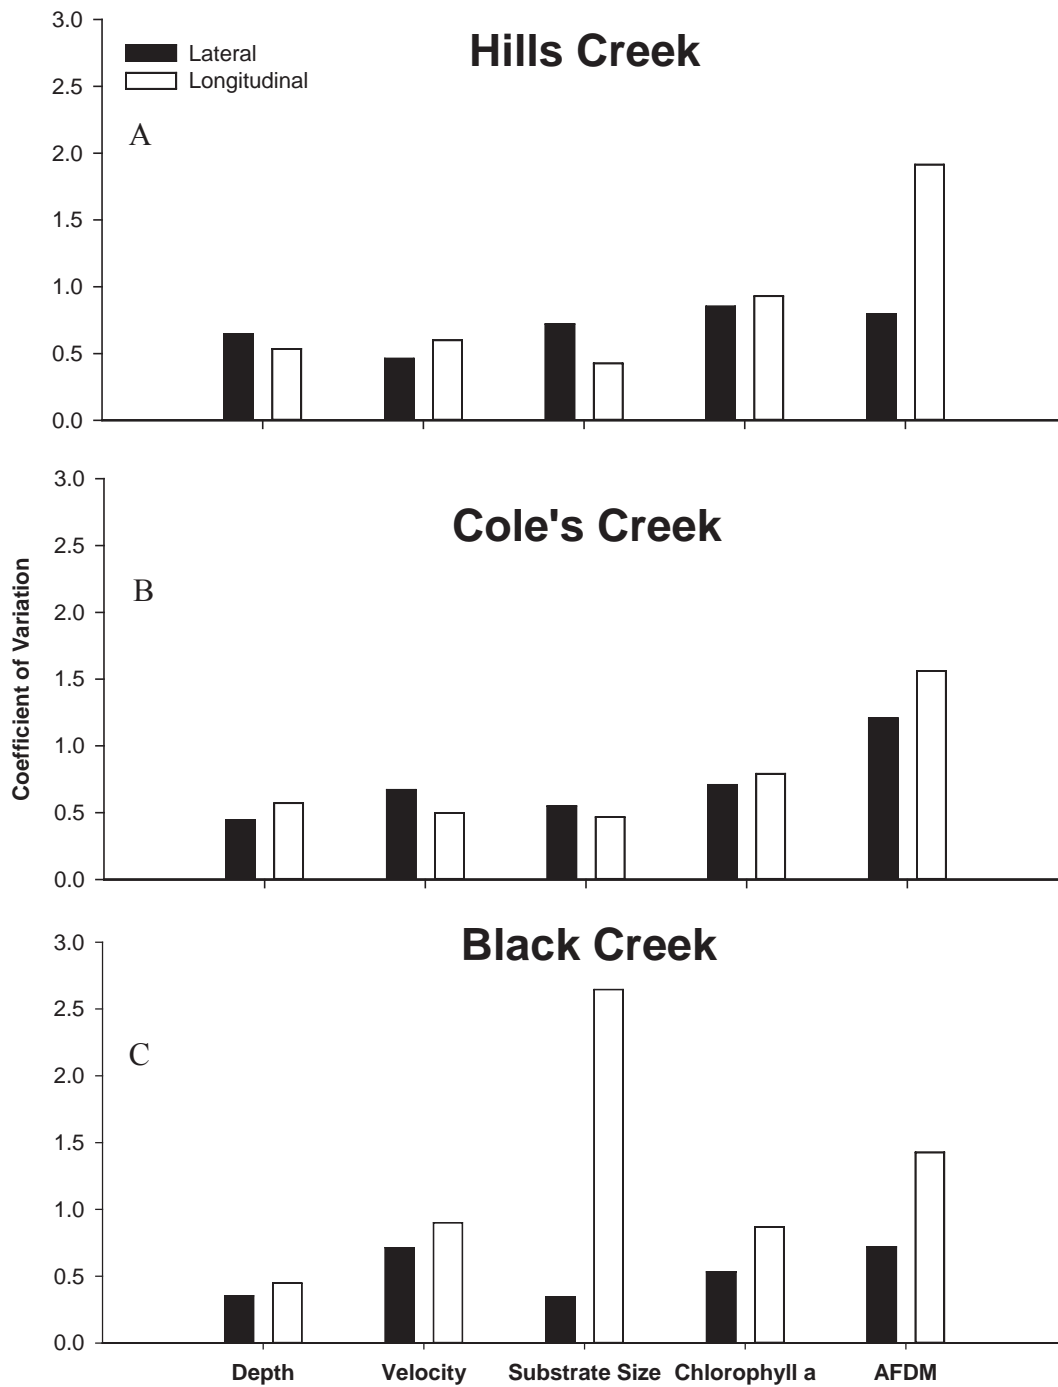 Hills Creek
Lateral
Longitudinal
A
3.0
2.5
2.0
1.5
1.0
0.5
0.0
Cole's Creek
B
3.0
2.5
2.0
1.5
1.0
0.5
0.0
Coefficient of Variation
Black Creek
C
3.0
2.5
2.0
1.5
1.0
0.5
0.0
Depth Velocity Substrate Size Chlorophyll a AFDM